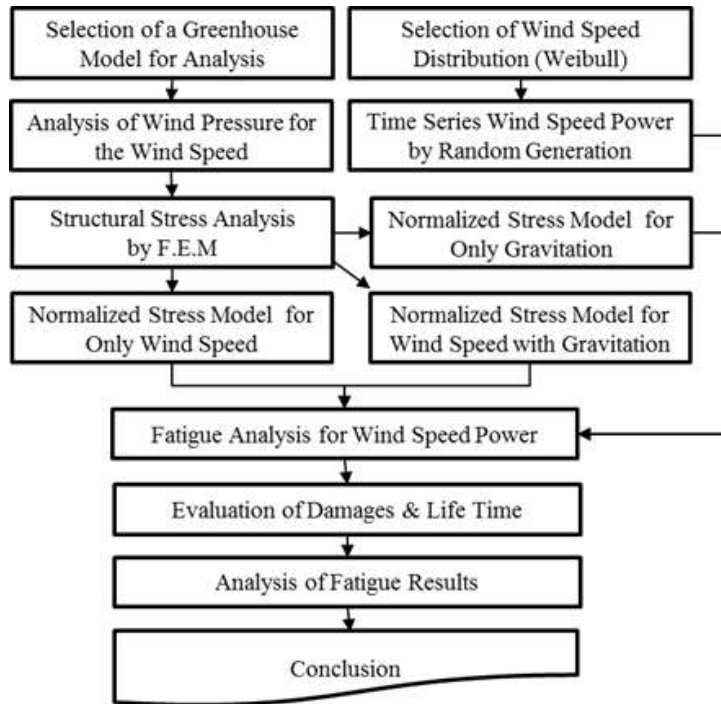 Selection of a Greenhouse
Model for Analysis
Selection of Wind Speed
Distribution (Weibull)
Analysis of Wind Pressure for
the Wind Speed
Time Series Wind Speed Power
by Random Generation
Structural Stress Analysis
by F.E.M
Normalized Stress Model for
Only Gravitation
Normalized Stress Model for
Only Wind Speed
Normalized Stress Model for
Wind Speed with Gravitation
Fatigue Analysis for Wind Speed Power
Evaluation of Damages & Life Time
Analysis of Fatigue Results
Conclusion